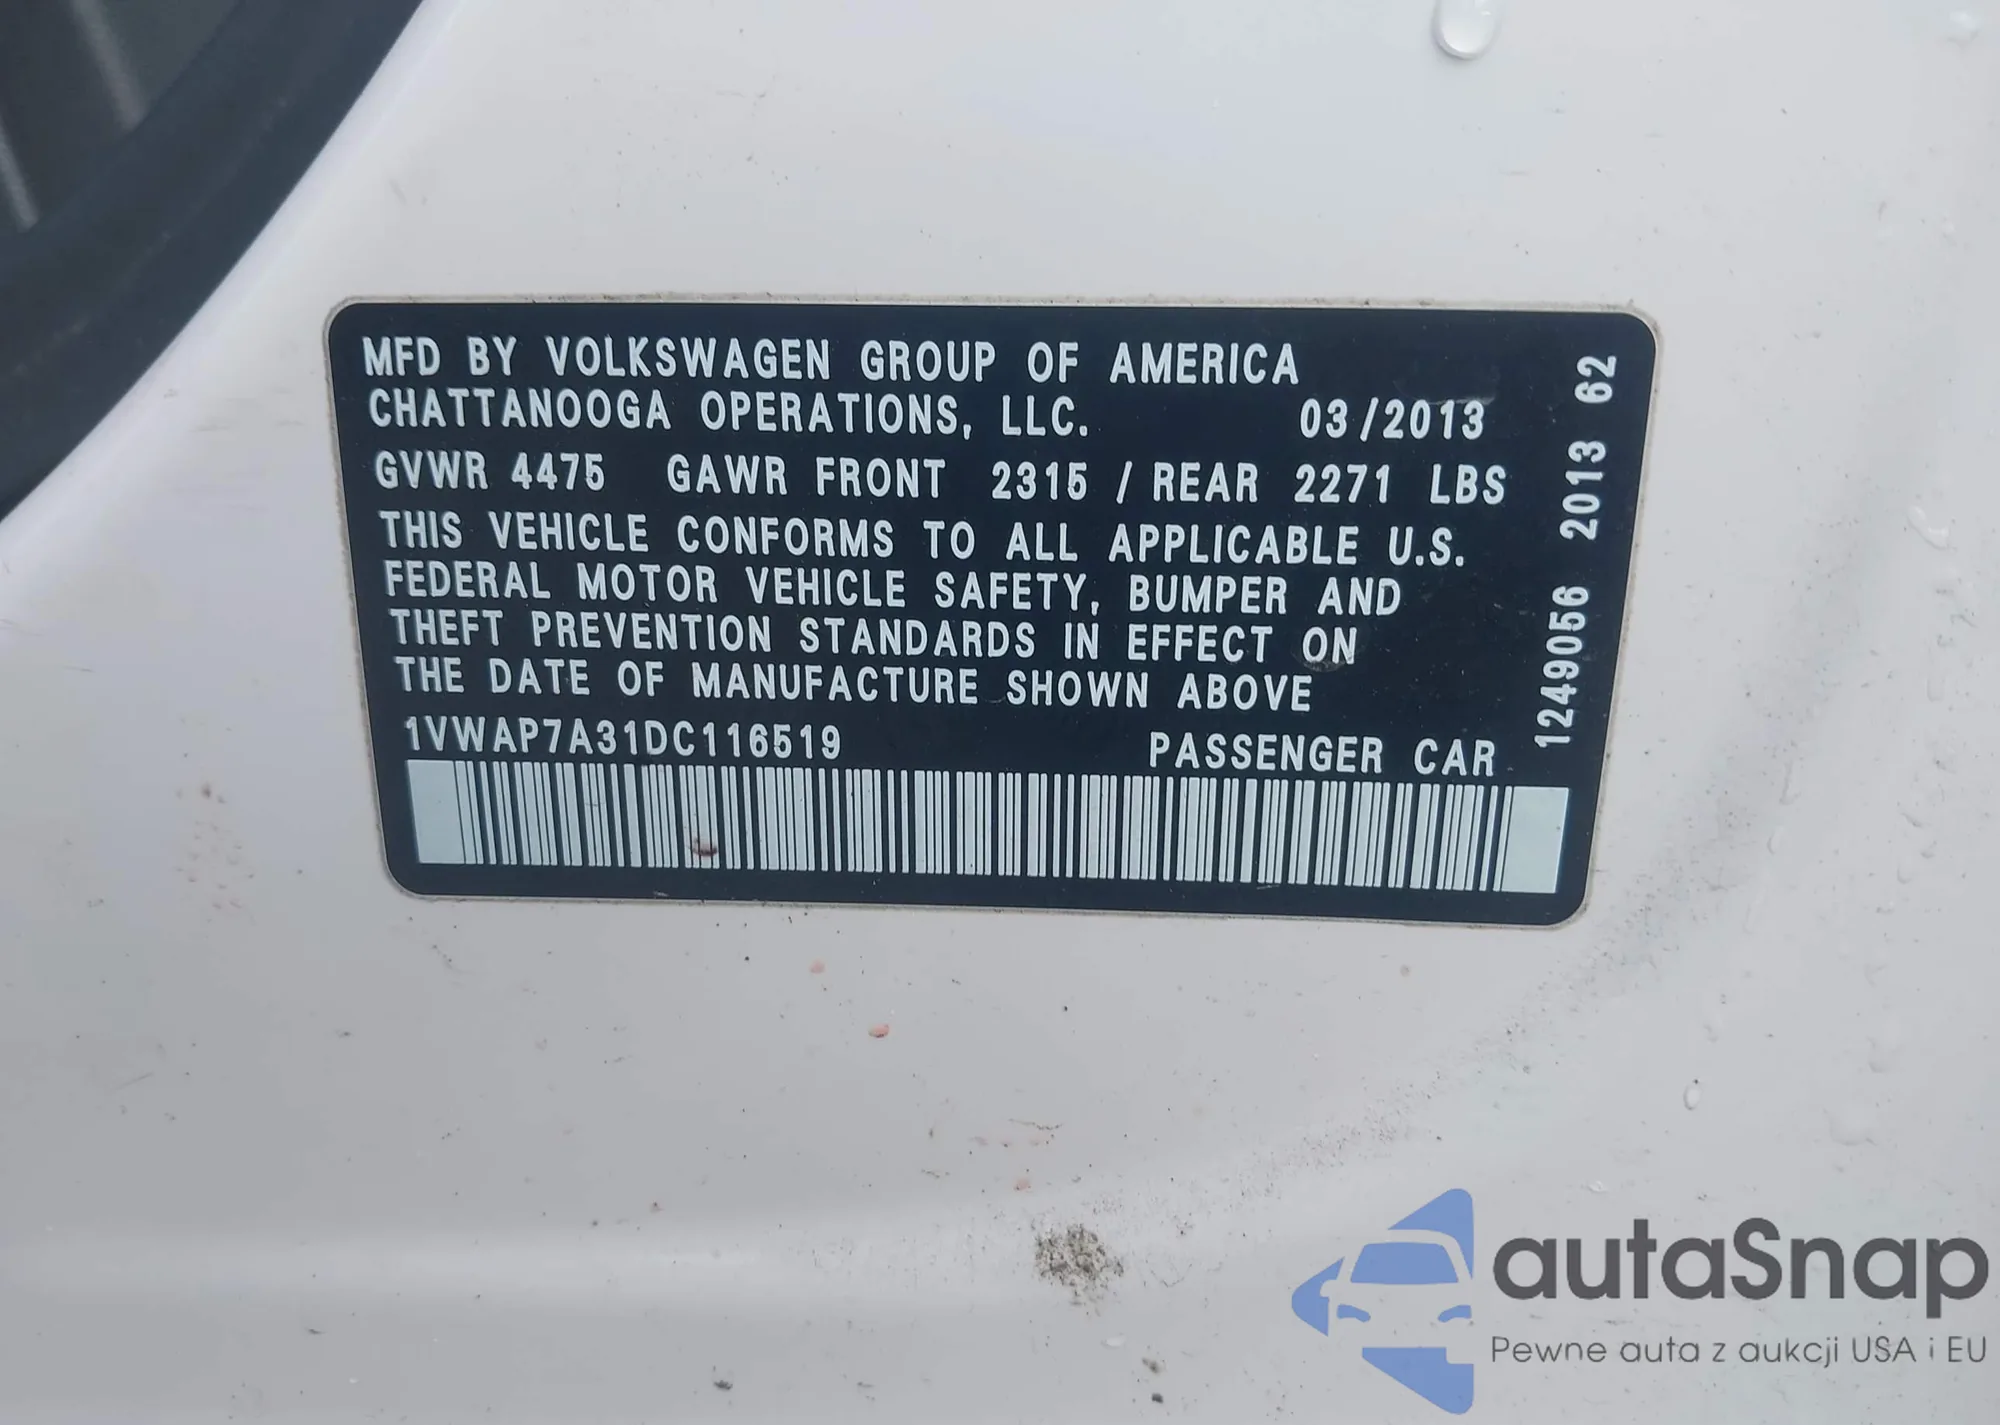 MFD BY VOLKSWAGEN GROUP OF AMERICA
CHATTANOOGA OPERATIONS, LLC. 03/2013
GVWR 4475 GAWR FRONT 2315 / REAR 2271 LBS
THIS VEHICLE CONFORMS TO ALL APPLICABLE U.S.
FEDERAL MOTOR VEHICLE SAFETY, BUMPER AND
THEFT PREVENTION STANDARDS IN EFFECT ON
THE DATE OF MANUFACTURE SHOWN ABOVE
1VWAP7A31DC116519 PASSENGER CAR
1249056 2013 62
autaSnap
Pewne auta z aukcji USA i EU